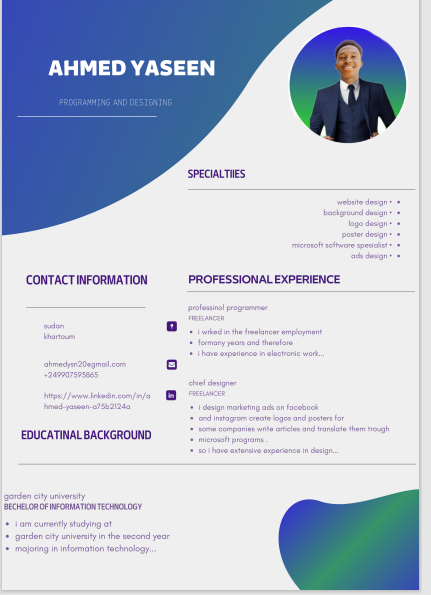 AHMED YASEEN
PROGRAMMING AND DESIGNING
SPECIALTIIES
website design •
background design •
logo design •
poster design •
microsoft software spesialist •
ads design •
CONTACT INFORMATION
sudan
khartoum
ahmedysn20egmail.com
+249907593865
https://www.linkedin.com/in/a
hmed-yaseen-a75b2124a
PROFESSIONAL EXPERIENCE
professinol programmer
FREELANCER
• i wrked in the freelancer employment
• formany years and therefore
• i have experience in electronic work...
chief designer
FREELANCER
• i design marketing ads on facebook
• and instagram create logos and posters for
• some companies write articles and translate them trough
• microsoft programs .
• so i have extensive experience in design...
EDUCATINAL BACKGROUND
garden city university
BECHELOR OF INFORMATION TECHNOLOGY
• i am currently studying at
• garden city university in the second year
• majoring in information technology...